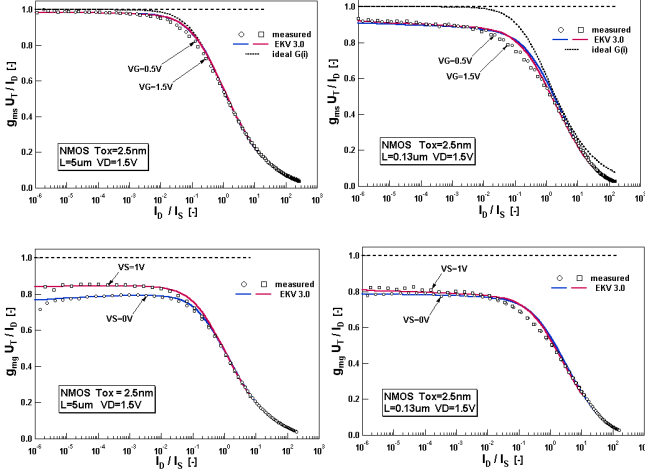 1.0
0.8
0.6
0.4
0.2
0.0
g_ms U_T / I_D [-]
measured
EKV 3.0
ideal G(i)
VG=0.5V
VG=1.5V
NMOS Tox=2.5nm
L=5um VD=1.5V
10^-6 10^-5 10^-4 10^-3 10^-2 10^-1 10^0 10^1 10^2 10^3
I_D / I_S [-]
1.0
0.8
0.6
0.4
0.2
0.0
g_ms U_T / I_D [-]
measured
EKV 3.0
ideal G(i)
VG=0.5V
VG=1.5V
NMOS Tox=2.5nm
L=0.13um VD=1.5V
10^-6 10^-5 10^-4 10^-3 10^-2 10^-1 10^0 10^1 10^2
I_D / I_S [-]
1.0
0.8
0.6
0.4
0.2
0.0
g_mg U_T / I_D [-]
VS=1V
measured
EKV 3.0
VS=0V
NMOS Tox = 2.5nm
L=5um VD=1.5V
10^-6 10^-5 10^-4 10^-3 10^-2 10^-1 10^0 10^1 10^2 10^3
I_D / I_S [-]
1.0
0.8
0.6
0.4
0.2
0.0
g_mg U_T / I_D [-]
VS=1V
measured
EKV 3.0
VS=0V
NMOS Tox=2.5nm
L=0.13um VD=1.5V
10^-6 10^-5 10^-4 10^-3 10^-2 10^-1 10^0 10^1 10^2 10^3
I_D / I_S [-]